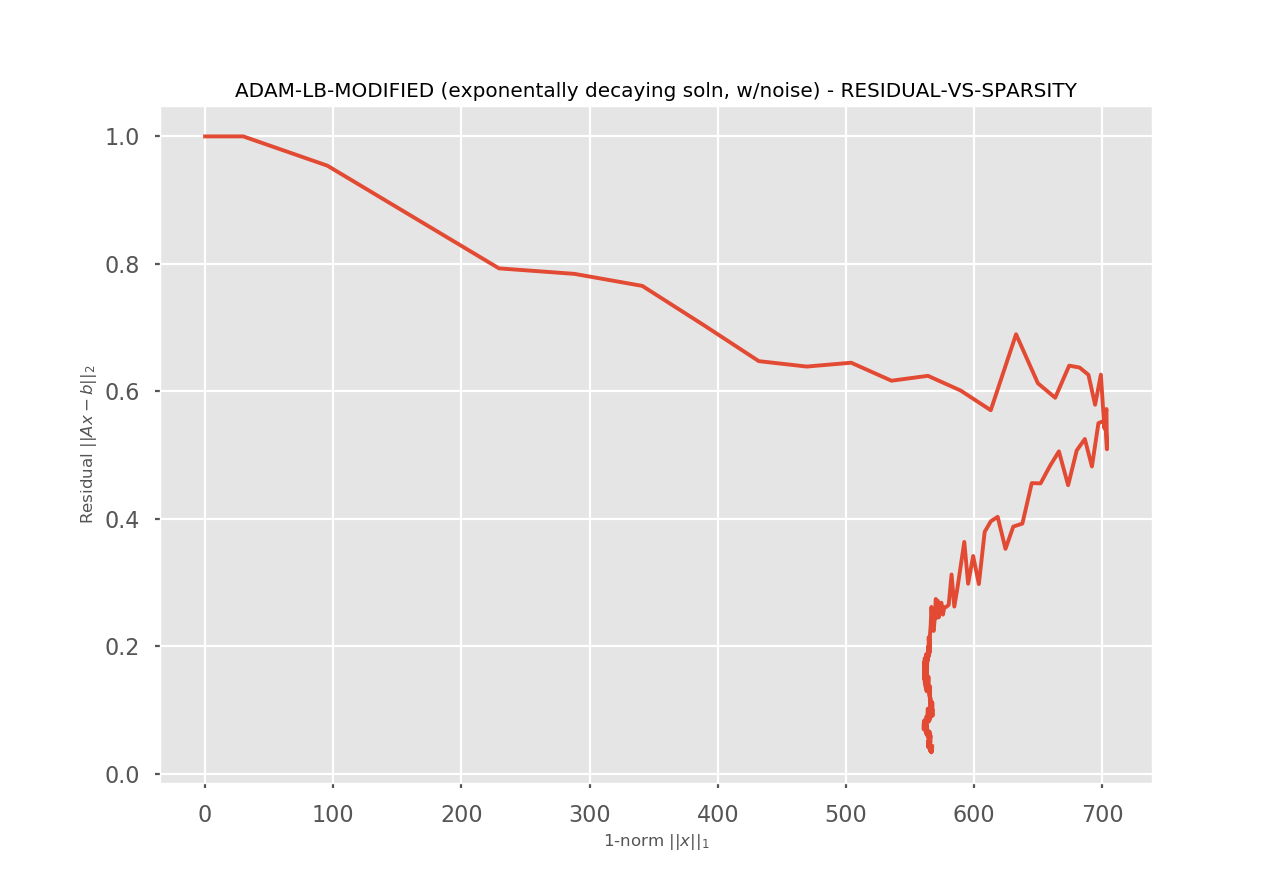 ADAM-LB-MODIFIED (exponentially decaying soln, w/noise) - RESIDUAL-VS-SPARSITY
1.0
0.8
0.6
0.4
0.2
0.0
Residual ||Ax − b||₂
0 100 200 300 400 500 600 700
1-norm ||x||₁